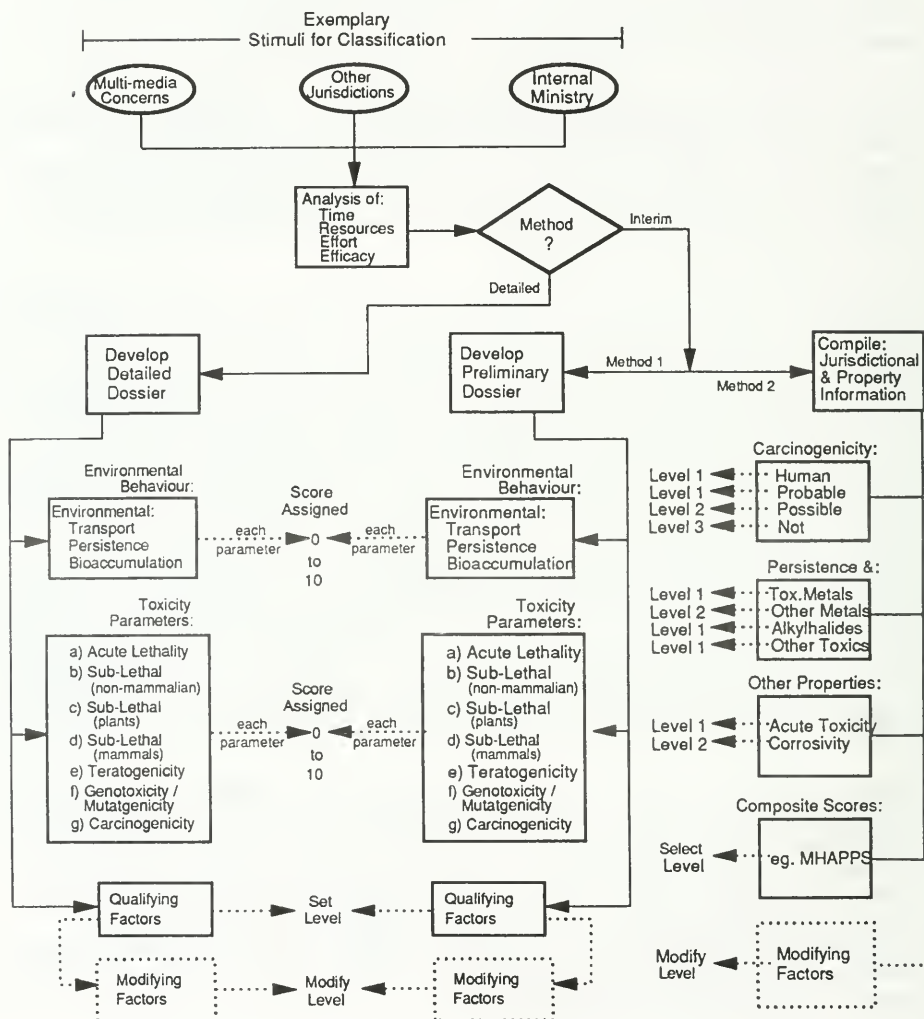 Exemplary
Stimuli for Classification
Multi-media
Concerns
Other
Jurisdictions
Internal
Ministry
Analysis of:
Time
Resources
Effort
Efficacy
Method
?
Interim
Detailed
Develop
Detailed
Dossier
Develop
Preliminary
Dossier
Method 1
Method 2
Compile:
Jurisdictional
& Property
Information
Environmental
Behaviour:
Environmental:
Transport
Persistence
Bioaccumulation
each
parameter
Score
Assigned
0
to
10
each
parameter
Environmental
Behaviour:
Environmental:
Transport
Persistence
Bioaccumulation
Carcinogenicity:
Level 1 Human
Level 1 Probable
Level 2 Possible
Level 3 Not
Persistence &:
Level 1 Tox.Metals
Level 2 Other Metals
Level 1 Alkylhalides
Level 1 Other Toxics
Toxicity
Parameters:
a) Acute Lethality
b) Sub-Lethal
(non-mammalian)
c) Sub-Lethal
(plants)
d) Sub-Lethal
(mammals)
e) Teratogenicity
f) Genotoxicity /
Mutatgenicity
g) Carcinogenicity
each
parameter
Score
Assigned
0
to
10
each
parameter
Toxicity
Parameters:
a) Acute Lethality
b) Sub-Lethal
(non-mammalian)
c) Sub-Lethal
(plants)
d) Sub-Lethal
(mammals)
e) Teratogenicity
f) Genotoxicity /
Mutatgenicity
g) Carcinogenicity
Other Properties:
Level 1 Acute Toxicity
Level 2 Corrosivity
Composite Scores:
Select
Level
eg. MHAPPS
Qualifying
Factors
Set
Level
Qualifying
Factors
Modifying
Factors
Modify
Level
Modifying
Factors
Modify
Level
Modifying
Factors